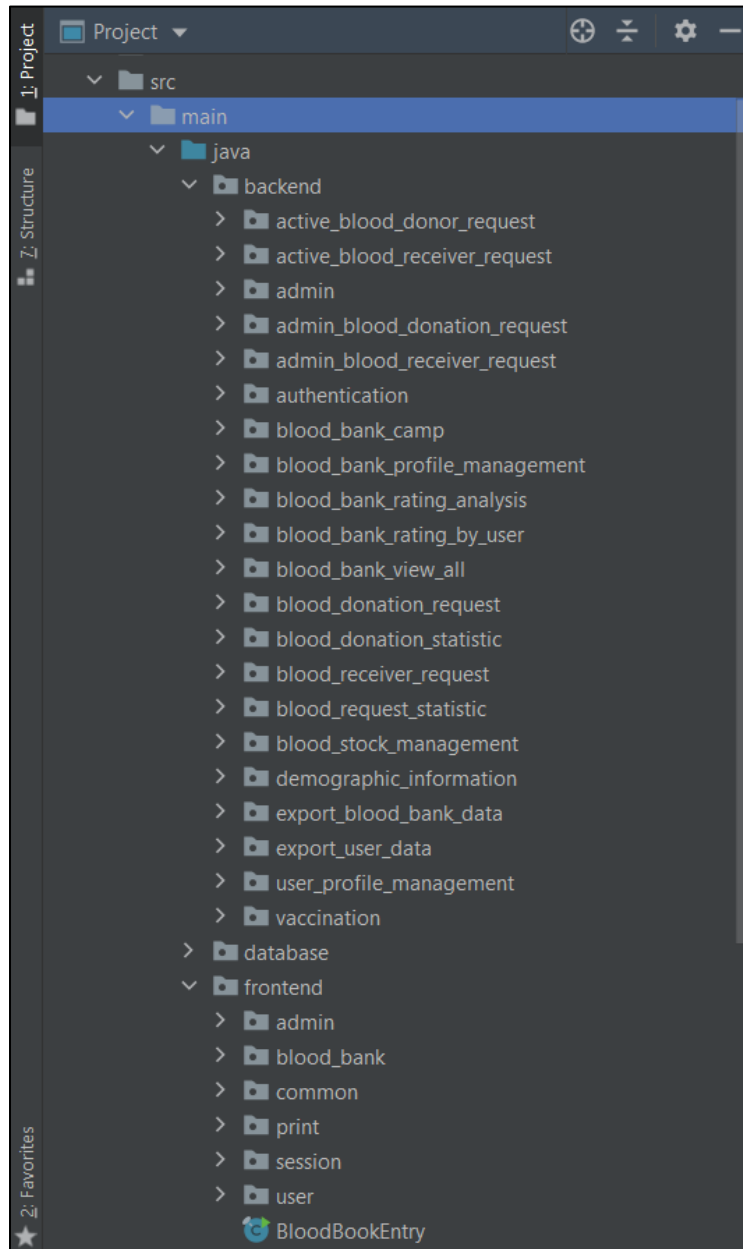 Project
src
main
java
backend
active_blood_donor_request
active_blood_receiver_request
admin
admin_blood_donation_request
admin_blood_receiver_request
authentication
blood_bank_camp
blood_bank_profile_management
blood_bank_rating_analysis
blood_bank_rating_by_user
blood_bank_view_all
blood_donation_request
blood_donation_statistic
blood_receiver_request
blood_request_statistic
blood_stock_management
demographic_information
export_blood_bank_data
export_user_data
user_profile_management
vaccination
database
frontend
admin
blood_bank
common
print
session
user
BloodBookEntry
1: Project
7: Structure
2: Favorites